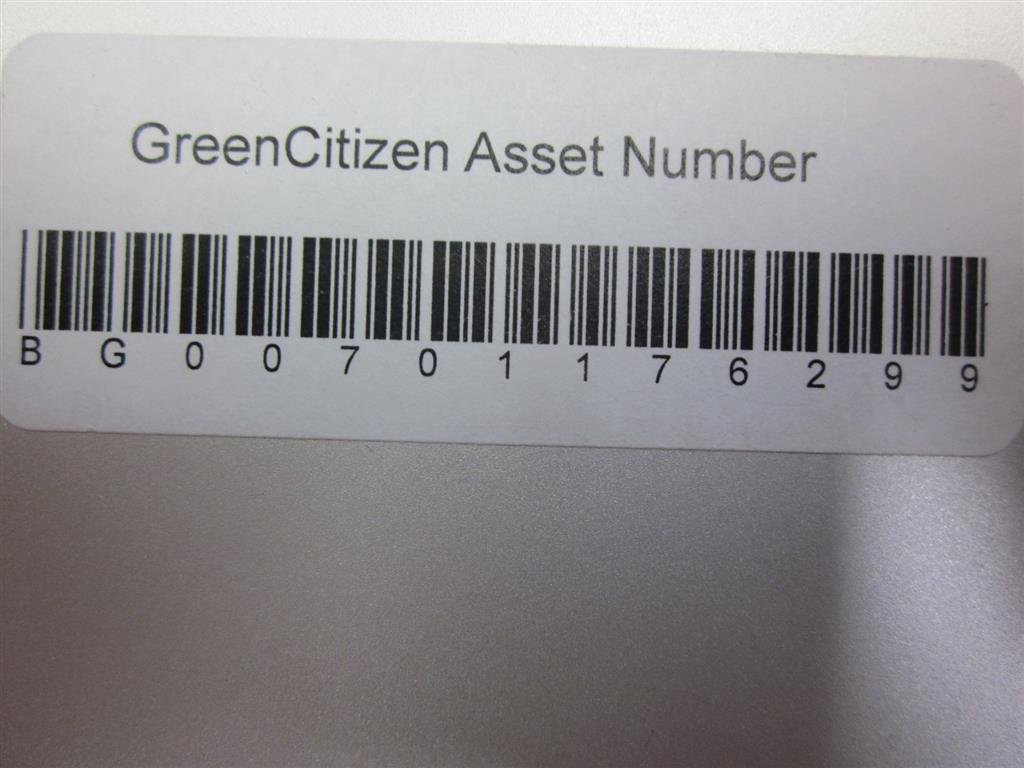 GreenCitizen Asset Number
B G 0 0 7 0 1 1 7 6 2 9 9